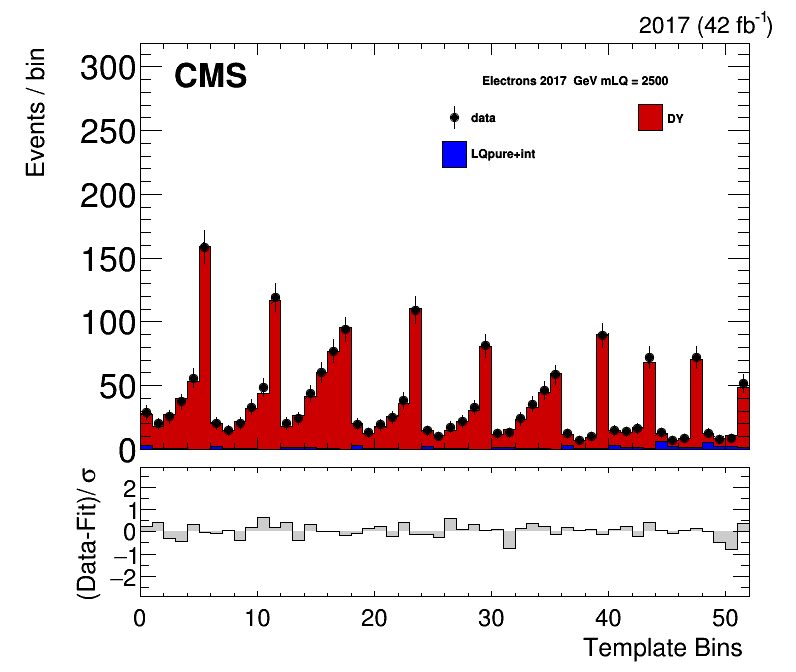 2017 (42 fb-1)
CMS
Electrons 2017 GeV mLQ = 2500
data
DY
LQpure+int
Events / bin
300
250
200
150
100
50
0
(Data-Fit)/ σ
2
1
0
−1
−2
0 10 20 30 40 50
Template Bins